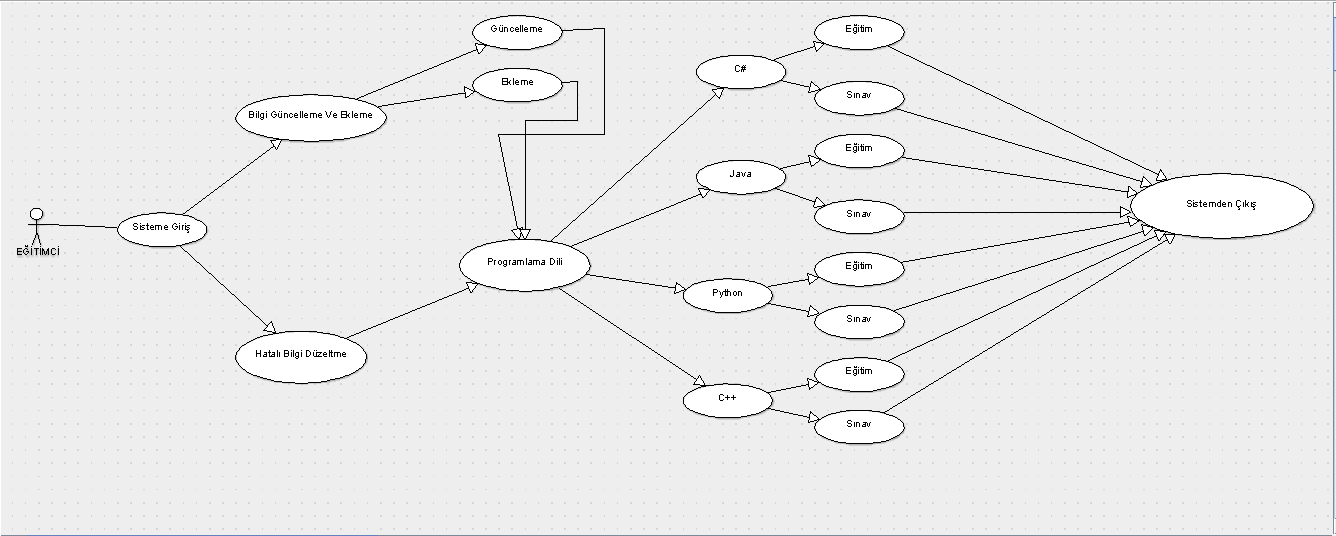 Güncelleme
Ekleme
Bilgi Güncelleme Ve Ekleme
EĞİTİMCİ
Sisteme Giriş
Hatalı Bilgi Düzeltme
Programlama Dili
C#
Eğitim
Sınav
Java
Eğitim
Sınav
Python
Eğitim
Sınav
C++
Eğitim
Sınav
Sistemden Çıkış